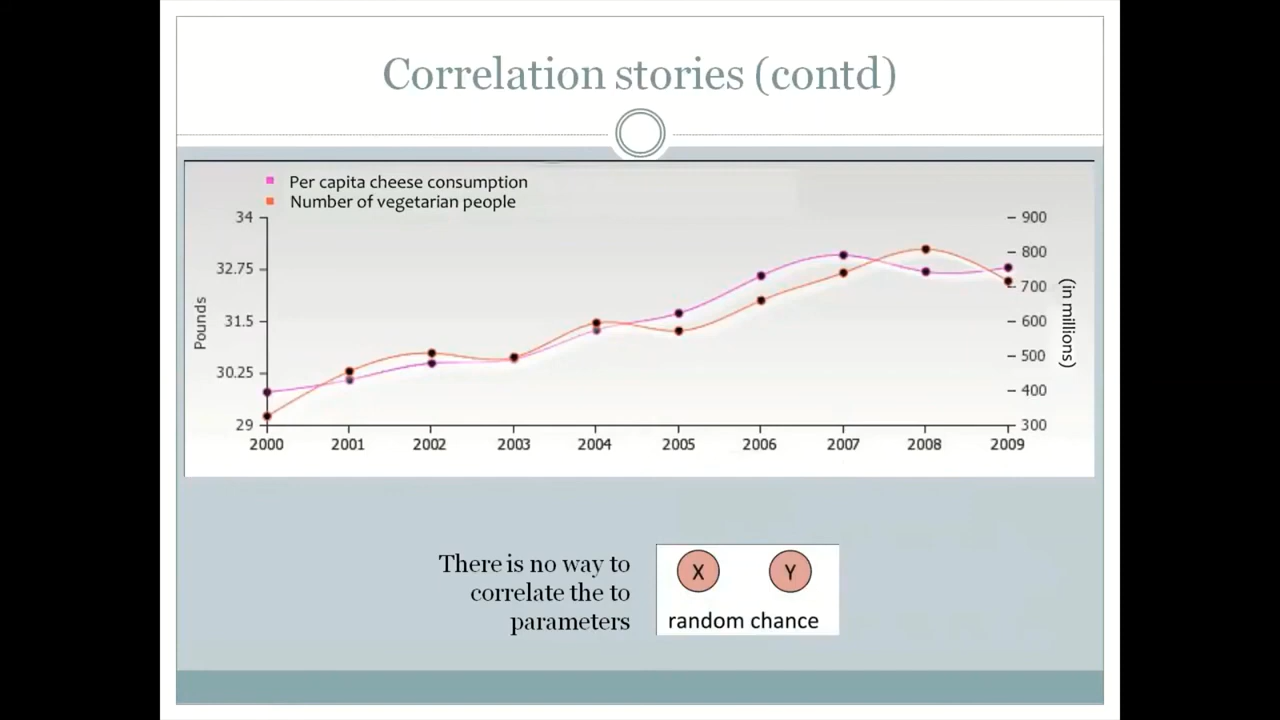 Correlation stories (contd)
Per capita cheese consumption
Number of vegetarian people
34
32.75
31.5
30.25
29
Pounds
900
800
700
600
500
400
300
(in millions)
2000 2001 2002 2003 2004 2005 2006 2007 2008 2009
There is no way to
correlate the to
parameters
X Y
random chance